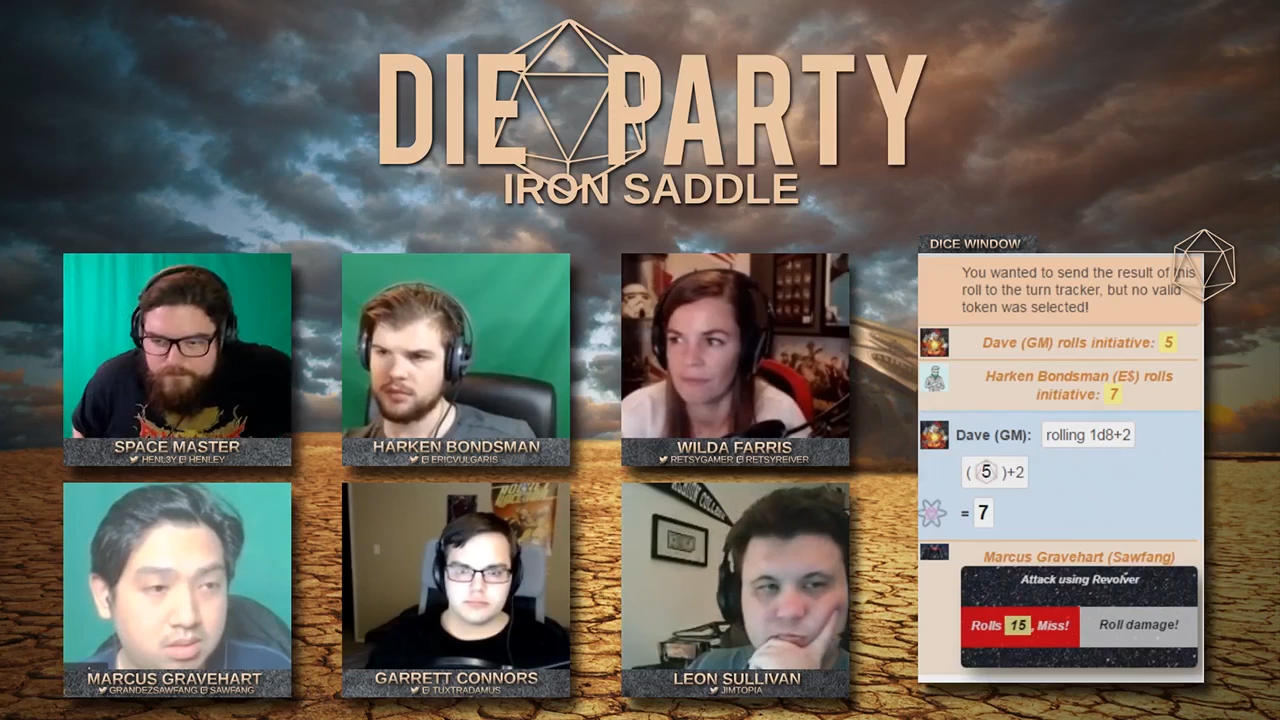 DIE PARTY
IRON SADDLE
DICE WINDOW
You wanted to send the result of this
roll to the turn tracker, but no valid
token was selected!
Dave (GM) rolls initiative: 5
Harken Bondsman (E$) rolls
initiative: 7
Dave (GM): rolling 1d8+2
(5)+2
= 7
Marcus Gravehart (Sawfang)
Attack using Revolver
Rolls 15, Miss! Roll damage!
SPACE MASTER
HENL3Y HENLEY
HARKEN BONDSMAN
ERICVULGARIS
WILDA FARRIS
RETSYGAMER RETSYREIVER
MARCUS GRAVEHART
GRANDEZSAWFANG SAWFANG
GARRETT CONNORS
TUXTRADAMUS
LEON SULLIVAN
JIMTOPIA